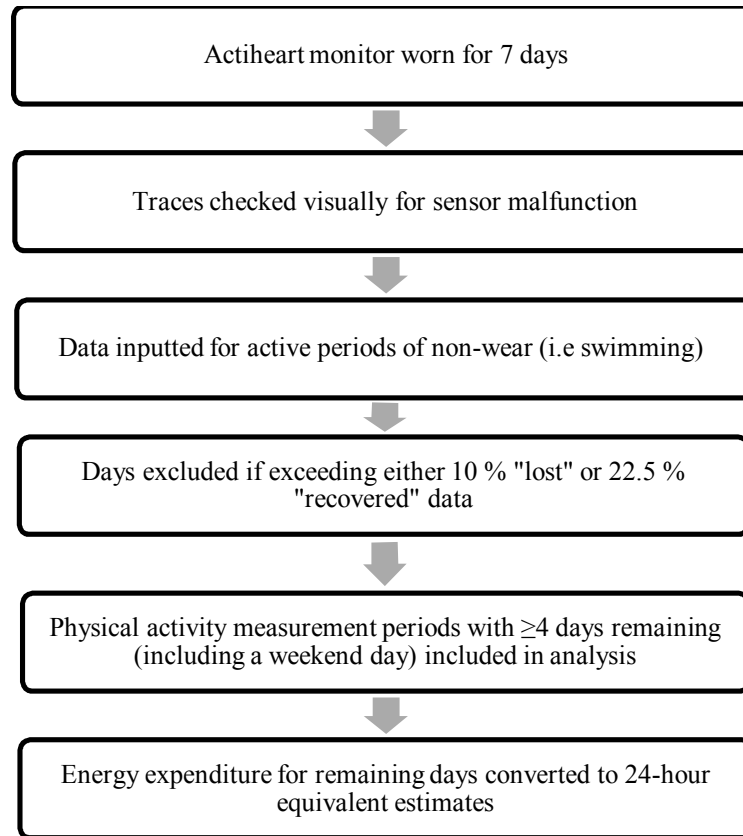 Actiheart monitor worn for 7 days
Traces checked visually for sensor malfunction
Data inputted for active periods of non-wear (i.e swimming)
Days excluded if exceeding either 10 % "lost" or 22.5 %
"recovered" data
Physical activity measurement periods with ≥4 days remaining
(including a weekend day) included in analysis
Energy expenditure for remaining days converted to 24-hour
equivalent estimates